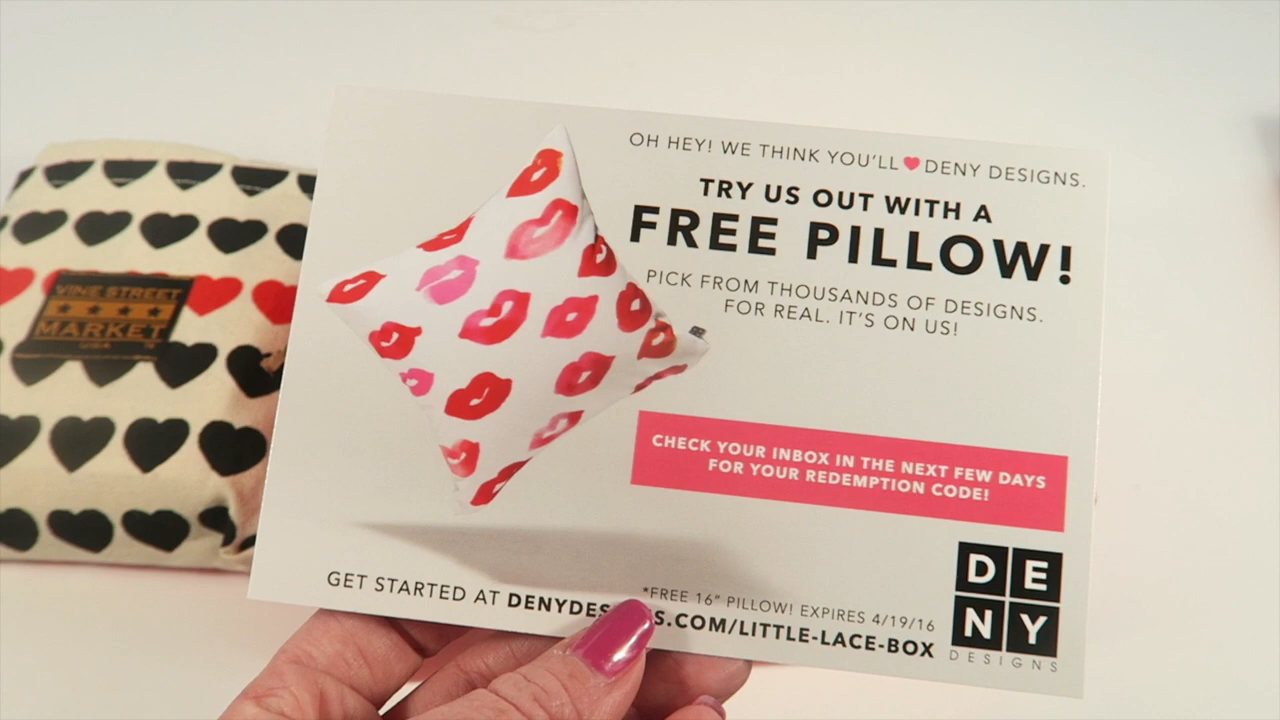 VINE STREET
MARKET
USA
OH HEY! WE THINK YOU'LL ♥ DENY DESIGNS.
TRY US OUT WITH A
FREE PILLOW!
PICK FROM THOUSANDS OF DESIGNS.
FOR REAL. IT'S ON US!
CHECK YOUR INBOX IN THE NEXT FEW DAYS
FOR YOUR REDEMPTION CODE!
*FREE 16" PILLOW! EXPIRES 4/19/16
GET STARTED AT DENYDES S.COM/LITTLE-LACE-BOX
DENY
DESIGNS